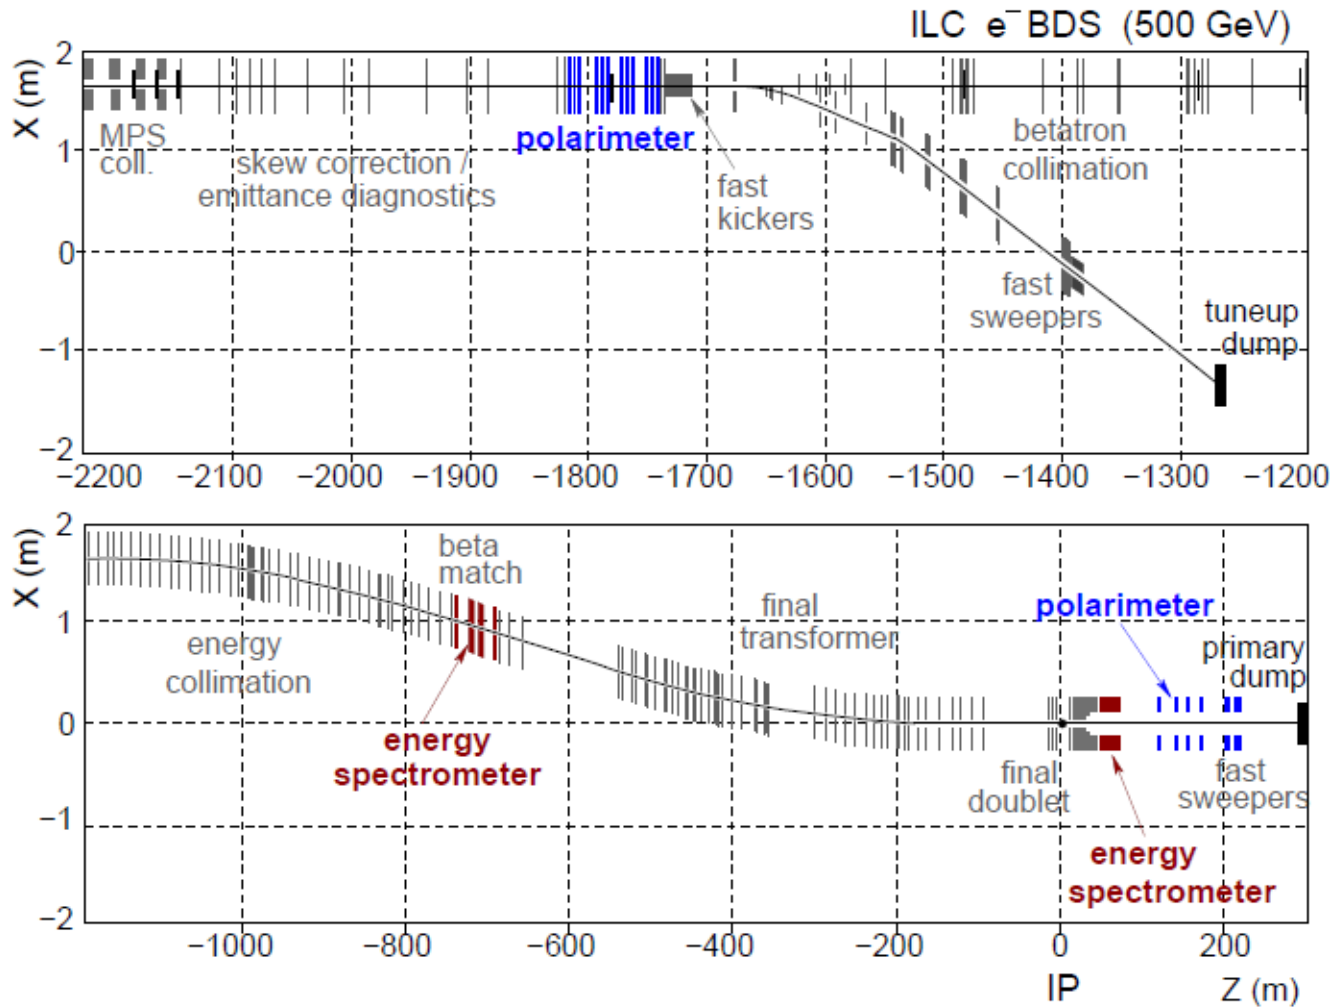 ILC e⁻ BDS (500 GeV)
X (m)
2
1
0
−1
−2
MPS
coll.
skew correction /
emittance diagnostics
polarimeter
fast
kickers
betatron
collimation
fast
sweepers
tuneup
dump
−2200 −2100 −2000 −1900 −1800 −1700 −1600 −1500 −1400 −1300 −1200
X (m)
2
1
0
−1
−2
energy
collimation
beta
match
energy
spectrometer
final
transformer
final
doublet
polarimeter
primary
dump
fast
sweepers
energy
spectrometer
−1000 −800 −600 −400 −200 0 200
IP Z (m)